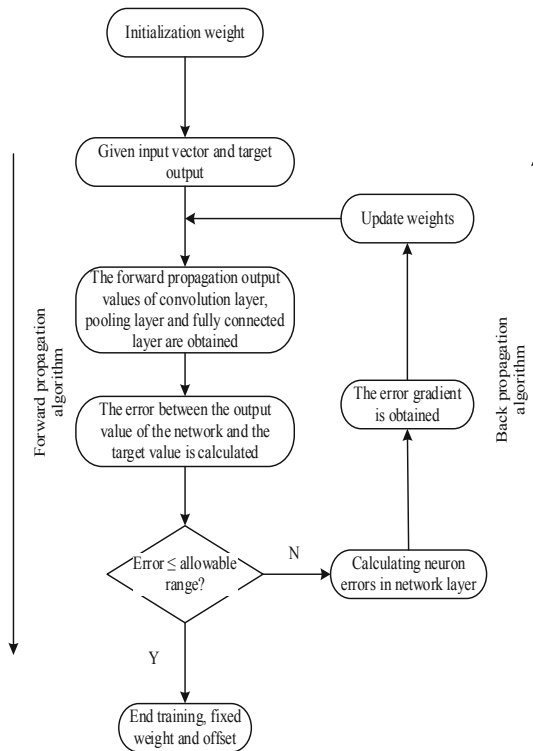 Initialization weight
Given input vector and target
output
Update weights
The forward propagation output
values of convolution layer,
pooling layer and fully connected
layer are obtained
Forward propagation
algorithm
The error gradient
is obtained
Back propagation
algorithm
The error between the output
value of the network and the
target value is calculated
Error ≤ allowable
range?
N
Calculating neuron
errors in network layer
Y
End training, fixed
weight and offset